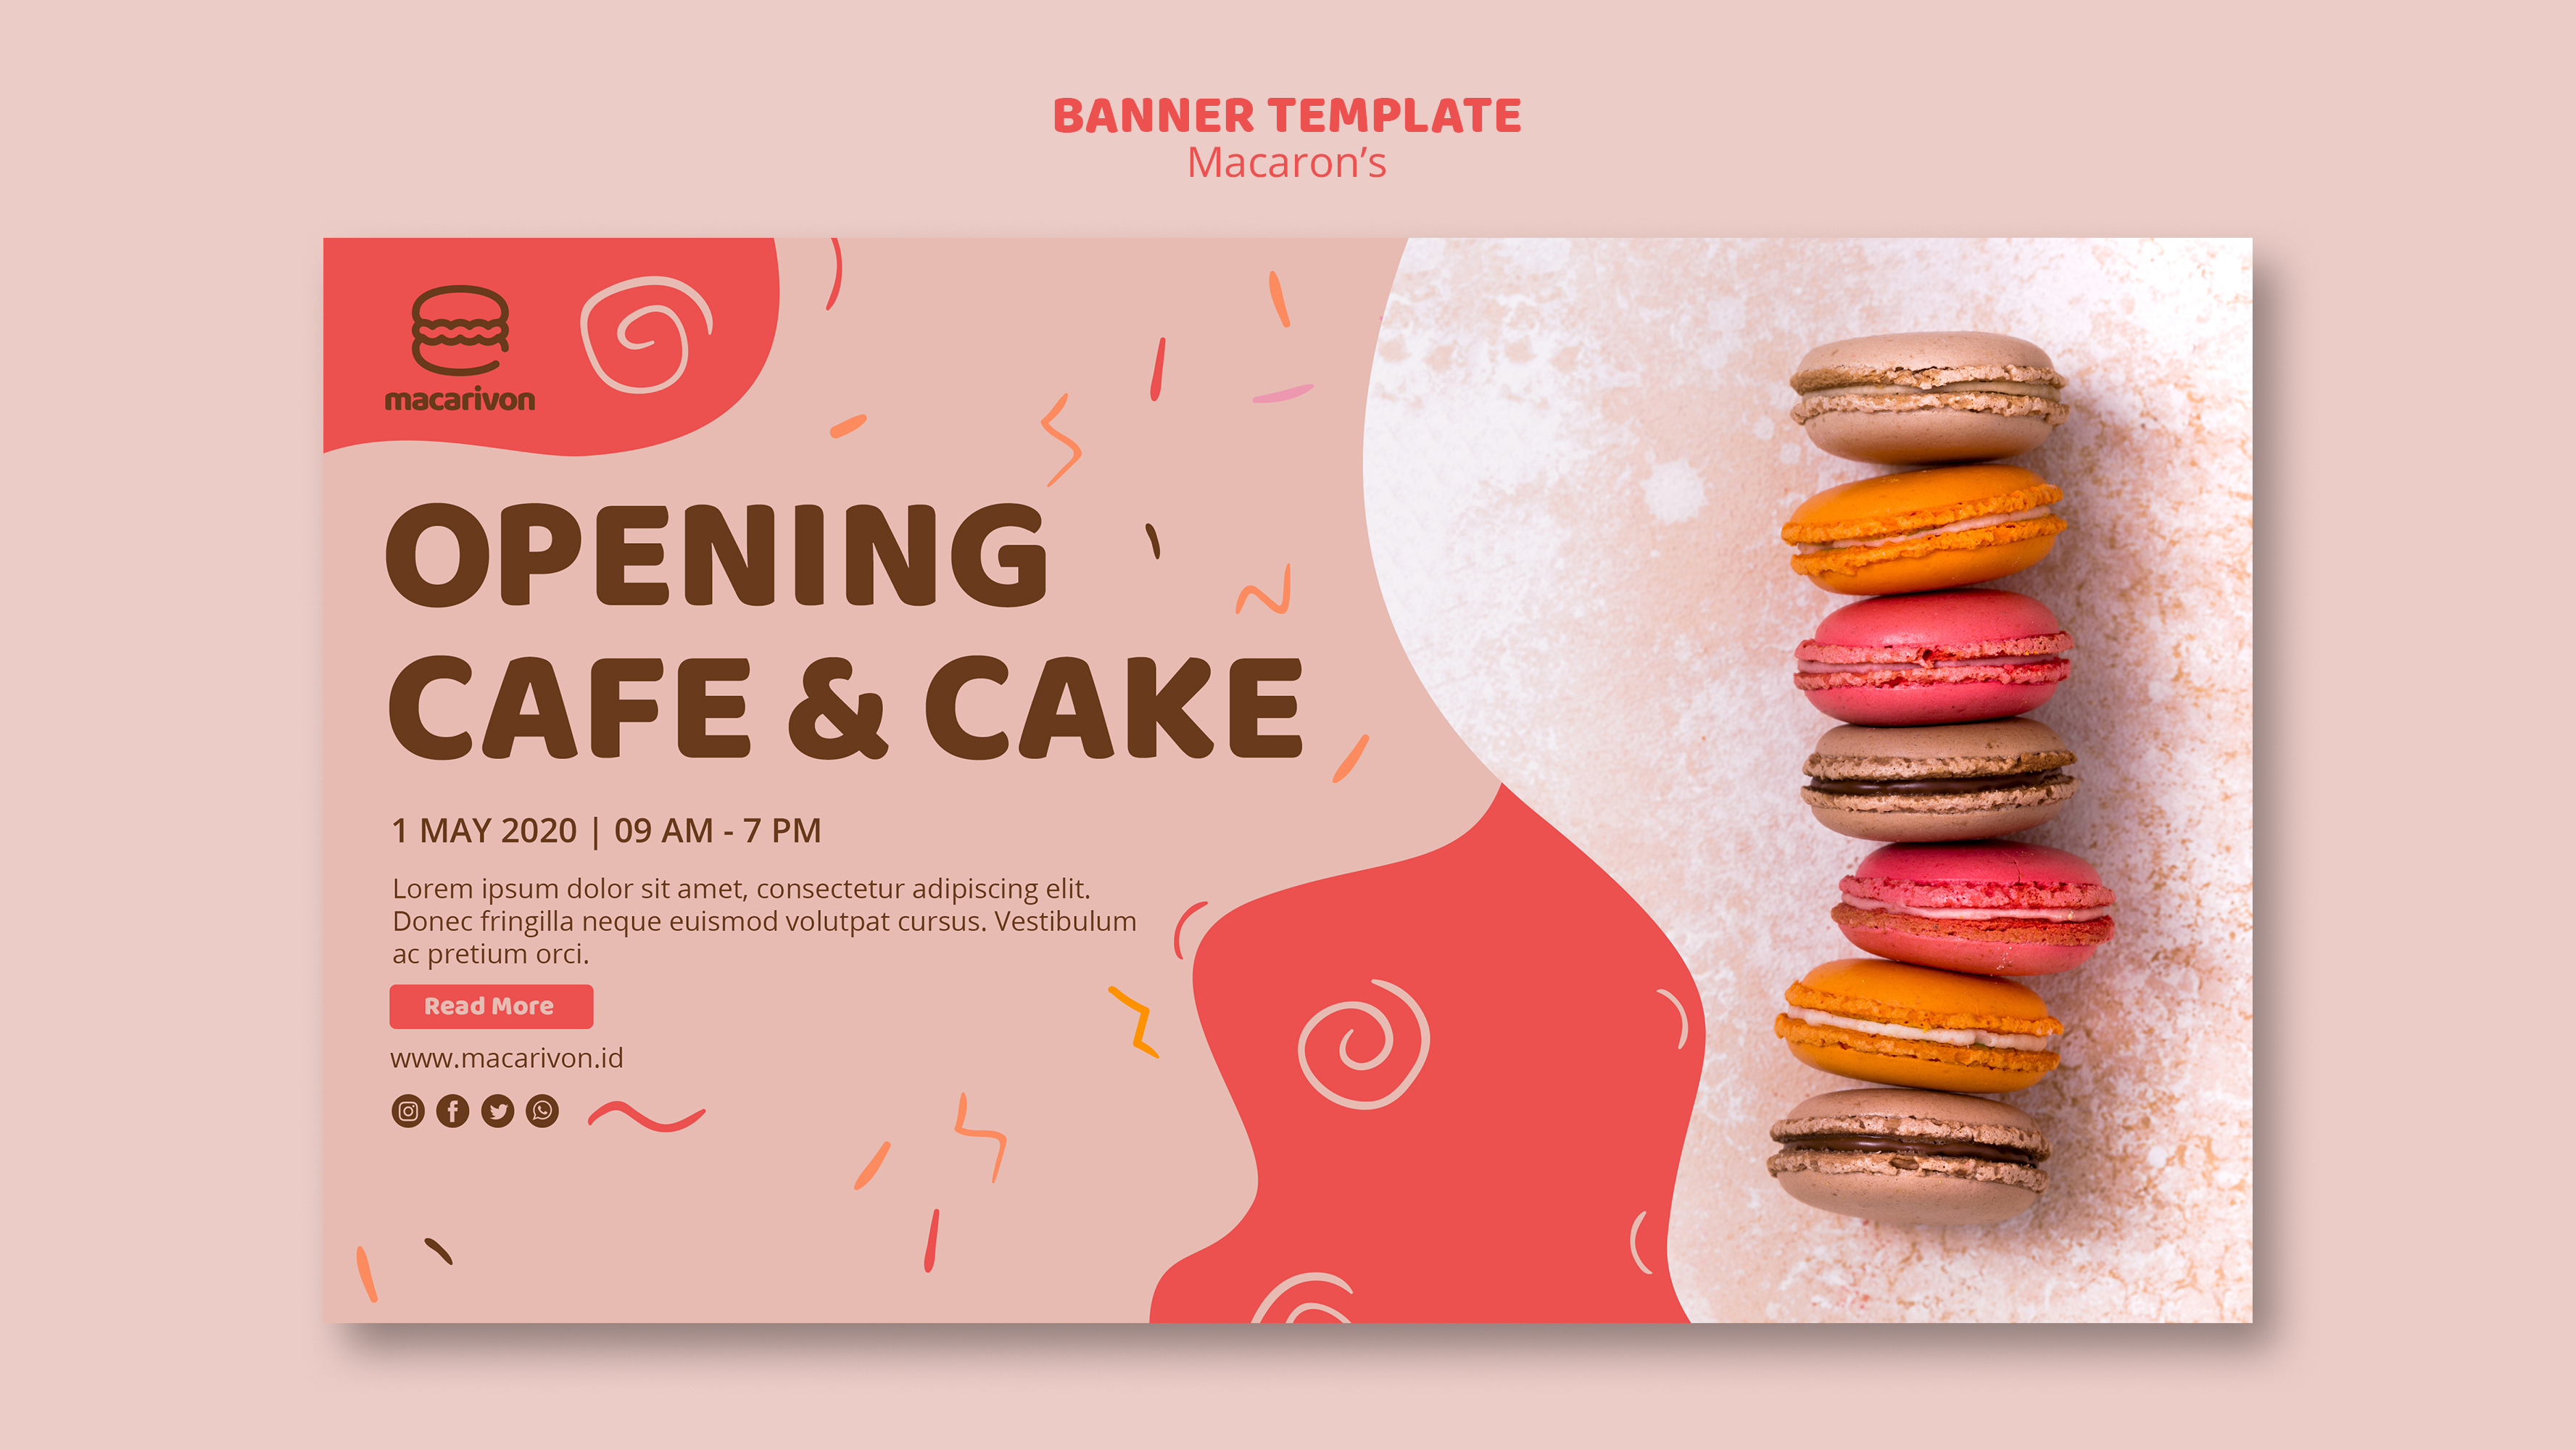 BANNER TEMPLATE
Macaron’s
macarivon
OPENING
CAFE & CAKE
1 MAY 2020 | 09 AM - 7 PM
Lorem ipsum dolor sit amet, consectetur adipiscing elit.
Donec fringilla neque euismod volutpat cursus. Vestibulum
ac pretium orci.
Read More
www.macarivon.id